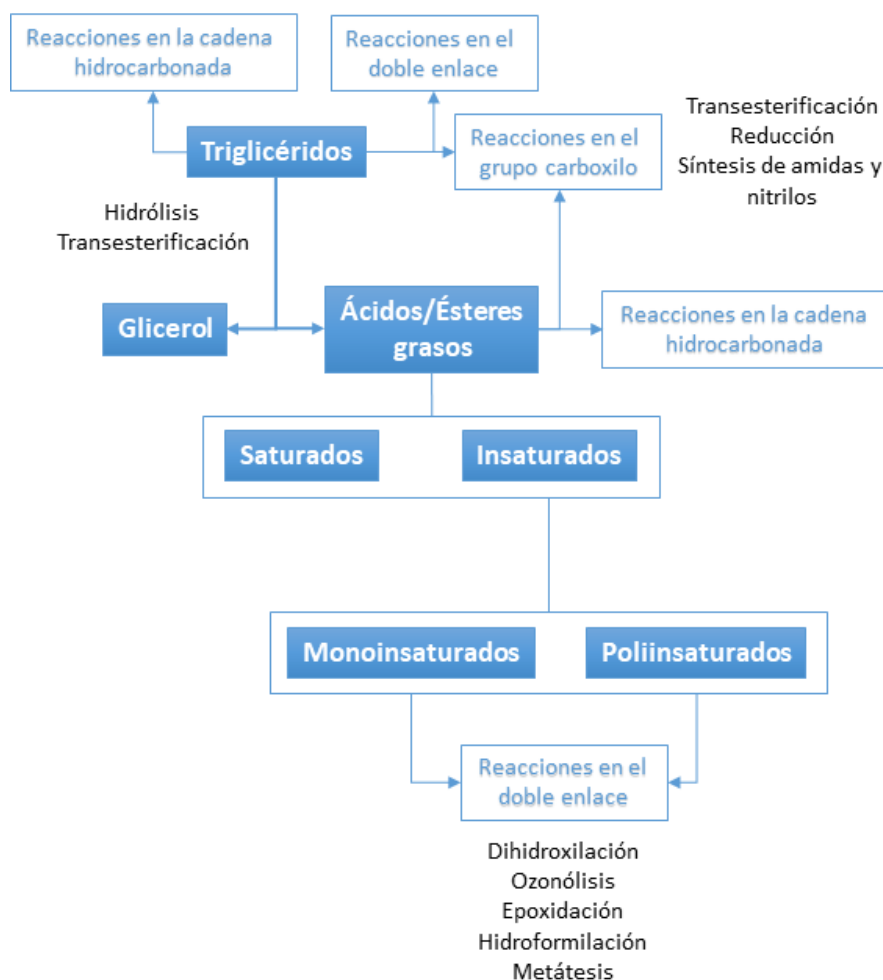 Reacciones en la cadena
hidrocarbonada
Reacciones en el
doble enlace
Transesterificación
Reducción
Síntesis de amidas y
nitrilos
Triglicéridos
Reacciones en el
grupo carboxilo
Hidrólisis
Transesterificación
Glicerol
Ácidos/Ésteres
grasos
Reacciones en la cadena
hidrocarbonada
Saturados
Insaturados
Monoinsaturados
Poliinsaturados
Reacciones en el
doble enlace
Dihidroxilación
Ozonólisis
Epoxidación
Hidroformilación
Metátesis